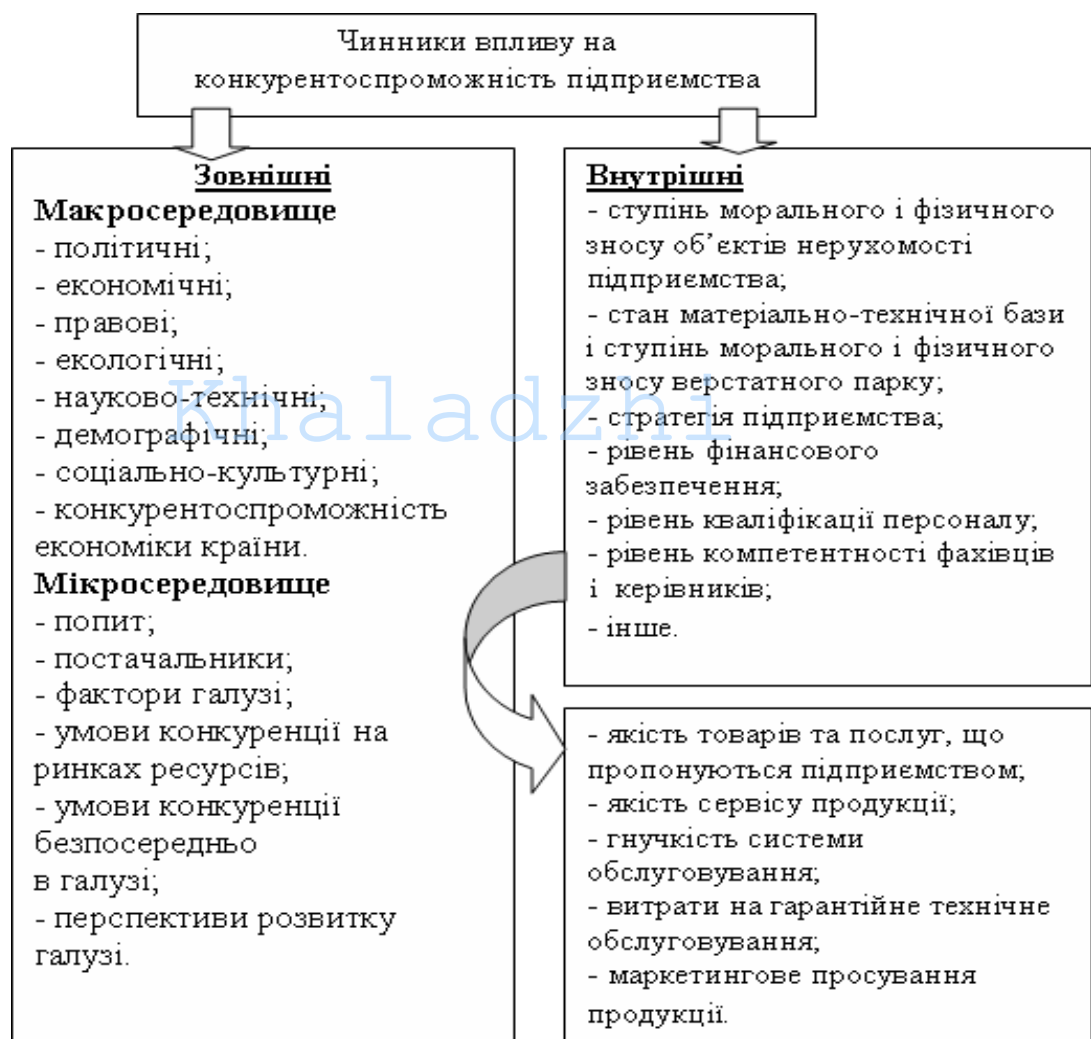 Чинники впливу на
конкурентоспроможність підприємства
Зовнішні
Макросередовище
- політичні;
- економічні;
- правові;
- екологічні;
- науково-технічні;
- демографічні;
- соціально-культурні;
- конкурентоспроможність
економіки країни.
Мікросередовище
- попит;
- постачальники;
- фактори галузі;
- умови конкуренції на
ринках ресурсів;
- умови конкуренції
безпосередньо
в галузі;
- перспективи розвитку
галузі.
Внутрішні
- ступінь морального і фізичного
зносу об’єктів нерухомості
підприємства;
- стан матеріально-технічної бази
і ступінь морального і фізичного
зносу верстатного парку;
- стратегія підприємства;
- рівень фінансового
забезпечення;
- рівень кваліфікації персоналу;
- рівень компетентності фахівців
і керівників;
- інше.
- якість товарів та послуг, що
пропонуються підприємством;
- якість сервісу продукції;
- гнучкість системи
обслуговування;
- витрати на гарантійне технічне
обслуговування;
- маркетингове просування
продукції.
Khaladzhi